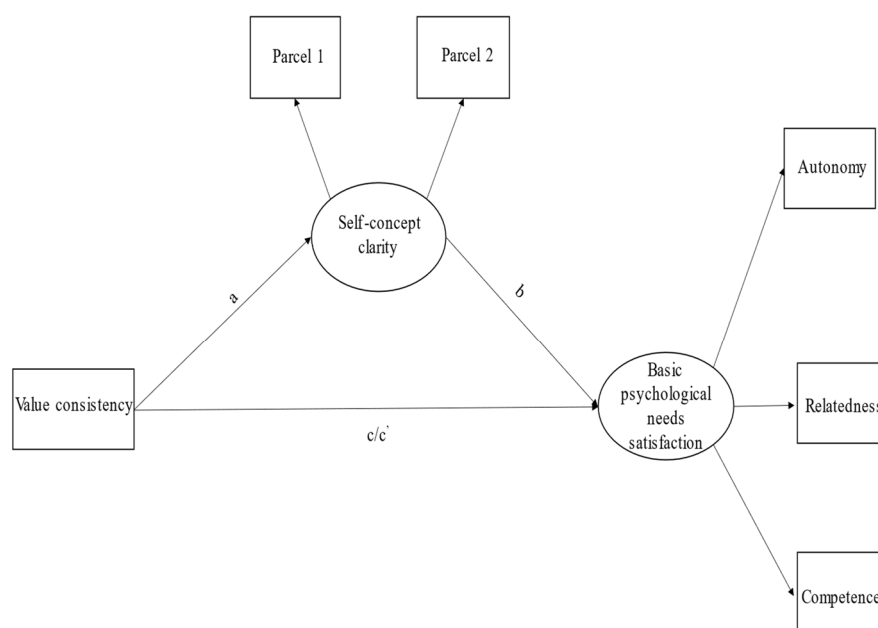 Parcel 1
Parcel 2
Autonomy
Self-concept
clarity
a
b
Value consistency
Basic
psychological
needs
satisfaction
Relatedness
c/c'
Competence